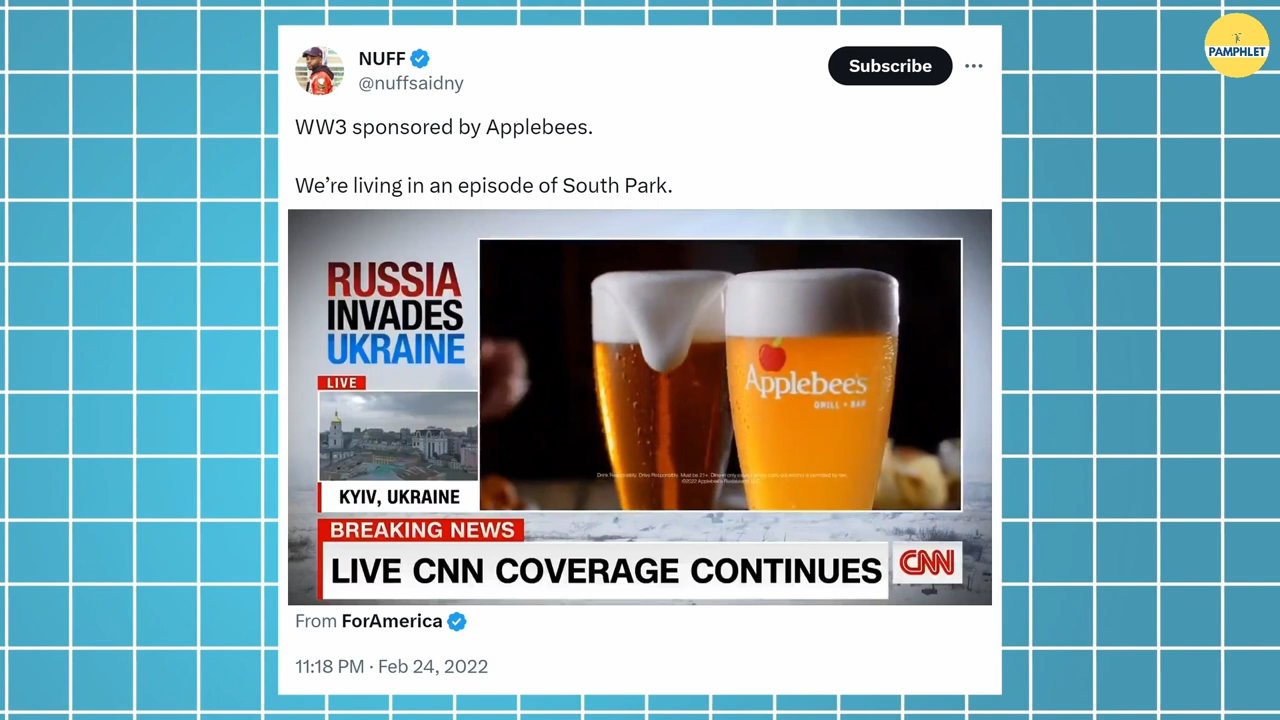 PAMPHLET
NUFF
@nuffsaidny
Subscribe
WW3 sponsored by Applebees.
We’re living in an episode of South Park.
RUSSIA
INVADES
UKRAINE
LIVE
KYIV, UKRAINE
Applebee's
GRILL + BAR
BREAKING NEWS
LIVE CNN COVERAGE CONTINUES
CNN
From ForAmerica
11:18 PM · Feb 24, 2022